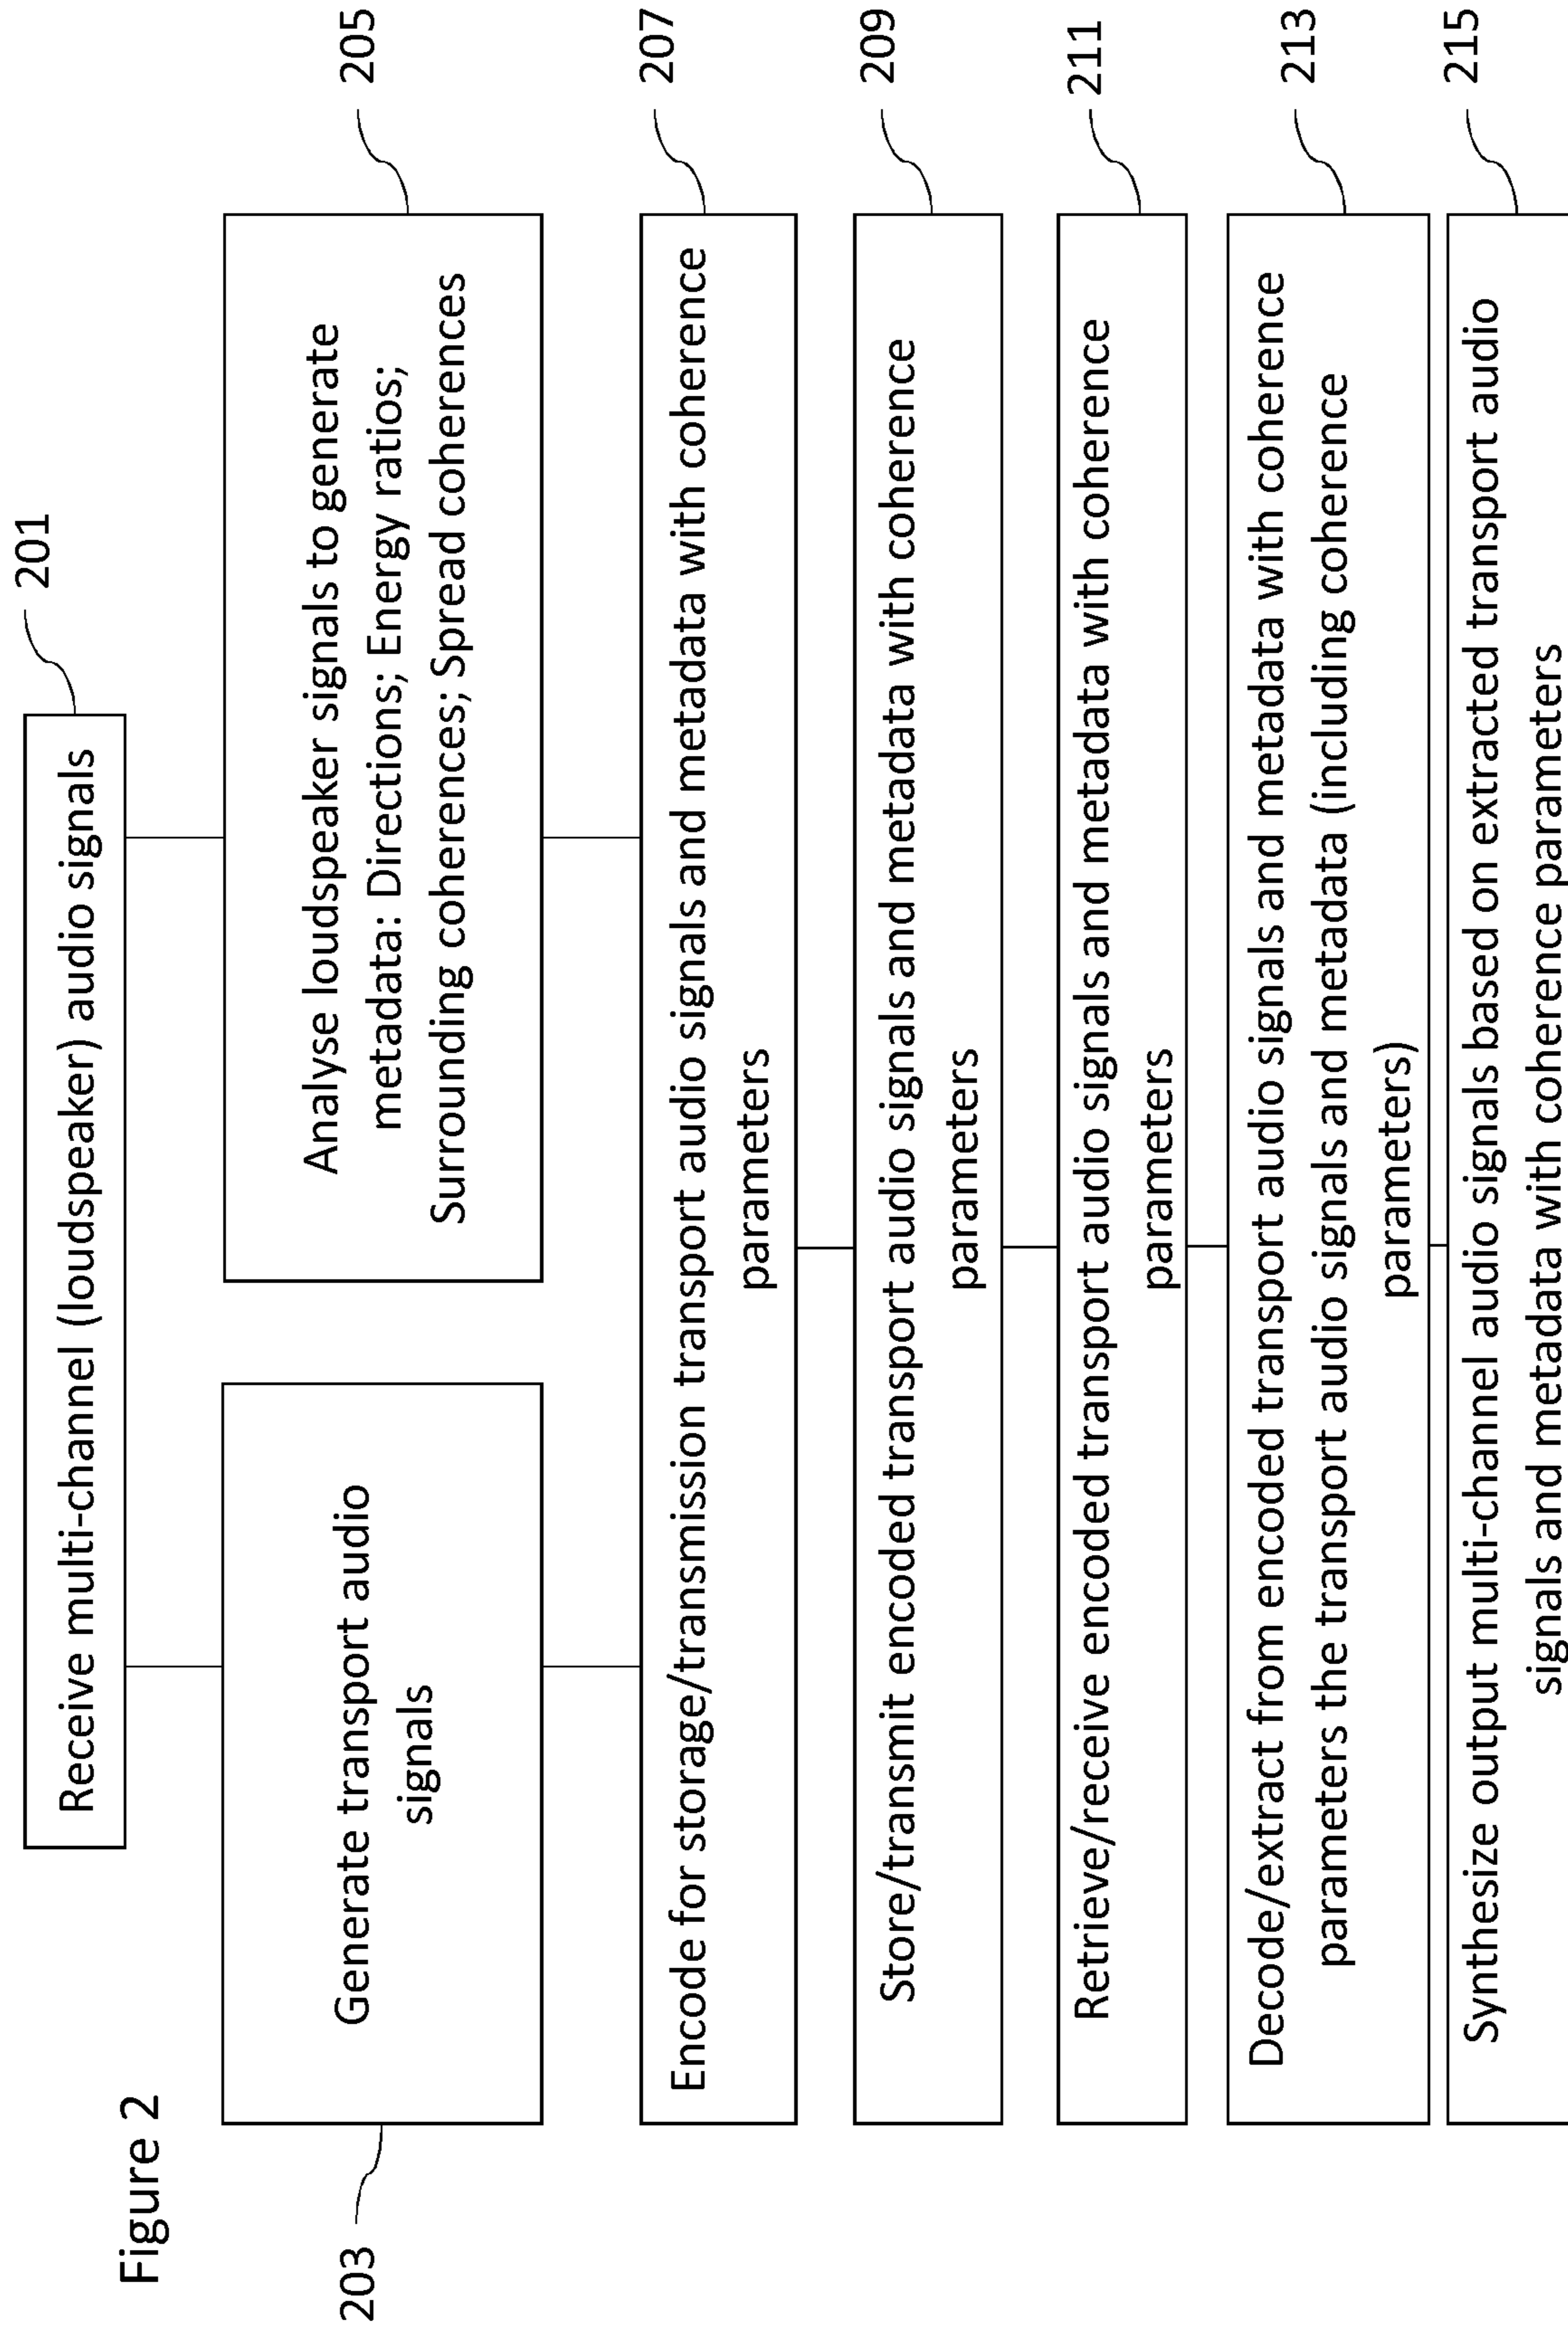 Figure 2
201
Receive multi-channel (loudspeaker) audio signals
203
Generate transport audio
signals
205
Analyse loudspeaker signals to generate
metadata: Directions; Energy ratios;
Surrounding coherences; Spread coherences
207
Encode for storage/transmission transport audio signals and metadata with coherence
parameters
209
Store/transmit encoded transport audio signals and metadata with coherence
parameters
211
Retrieve/receive encoded transport audio signals and metadata with coherence
parameters
213
Decode/extract from encoded transport audio signals and metadata with coherence
parameters the transport audio signals and metadata (including coherence
parameters)
215
Synthesize output multi-channel audio signals based on extracted transport audio
signals and metadata with coherence parameters